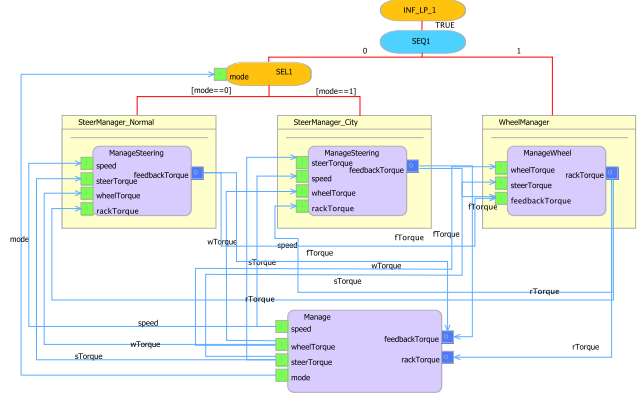 INF_LP_1
TRUE
SEQ1
0
1
SEL1
mode
[mode==0]
[mode==1]
SteerManager_Normal
SteerManager_City
WheelManager
ManageSteering
speed
feedbackTorque
steerTorque
wheelTorque
rackTorque
ManageSteering
steerTorque
feedbackTorque
speed
wheelTorque
rackTorque
ManageWheel
wheelTorque
rackTorque
steerTorque
feedbackTorque
fTorque
mode
wTorque
speed
fTorque
fTorque
fTorque
sTorque
wTorque
sTorque
rTorque
rTorque
Manage
speed
speed
feedbackTorque
wTorque
wheelTorque
rTorque
sTorque
steerTorque
rackTorque
mode